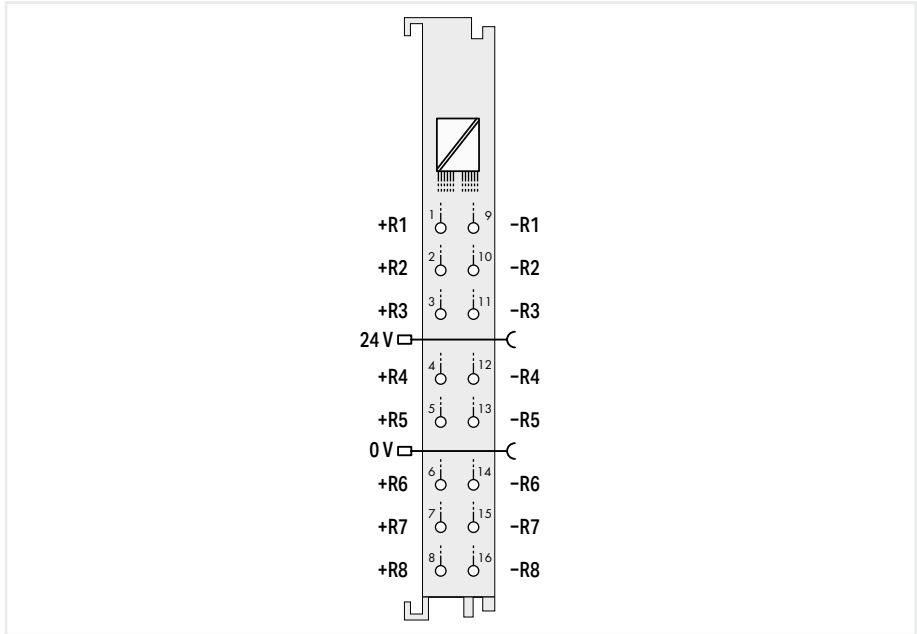 +R1 1 9 −R1
+R2 2 10 −R2
+R3 3 11 −R3
24 V
+R4 4 12 −R4
+R5 5 13 −R5
0 V
+R6 6 14 −R6
+R7 7 15 −R7
+R8 8 16 −R8